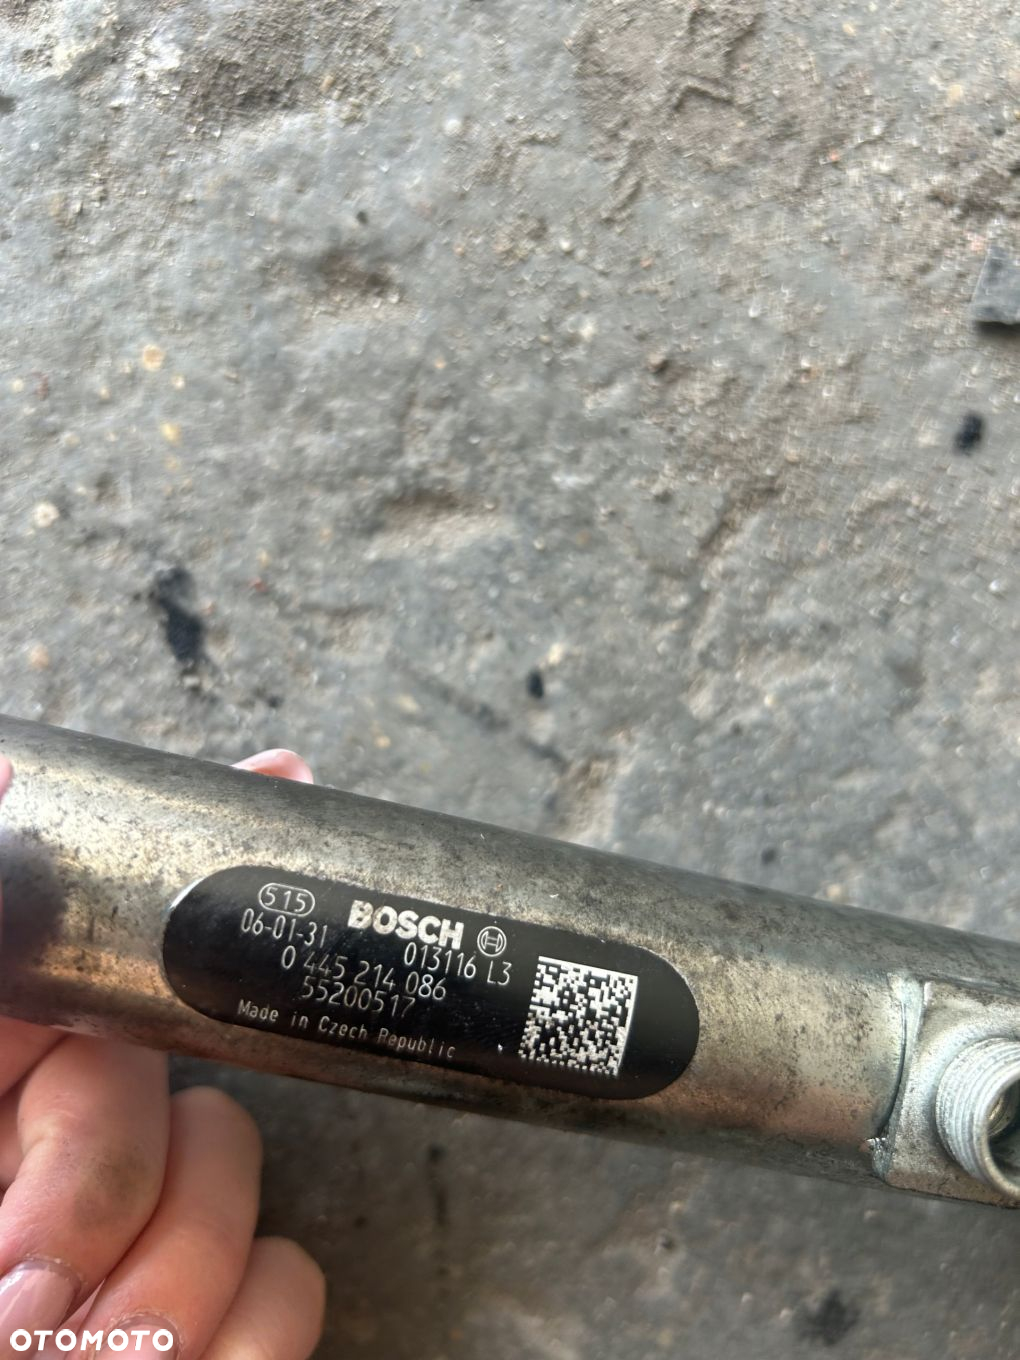 515
BOSCH
06-01-31 013116 L3
0 445 214 086
55200517
Made in Czech Republic
OTOMOTO